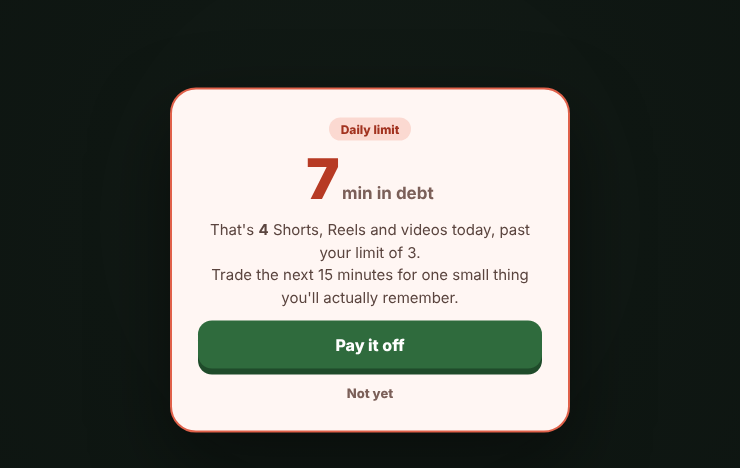 Daily limit
7 min in debt
That's 4 Shorts, Reels and videos today, past
your limit of 3.
Trade the next 15 minutes for one small thing
you'll actually remember.
Pay it off
Not yet